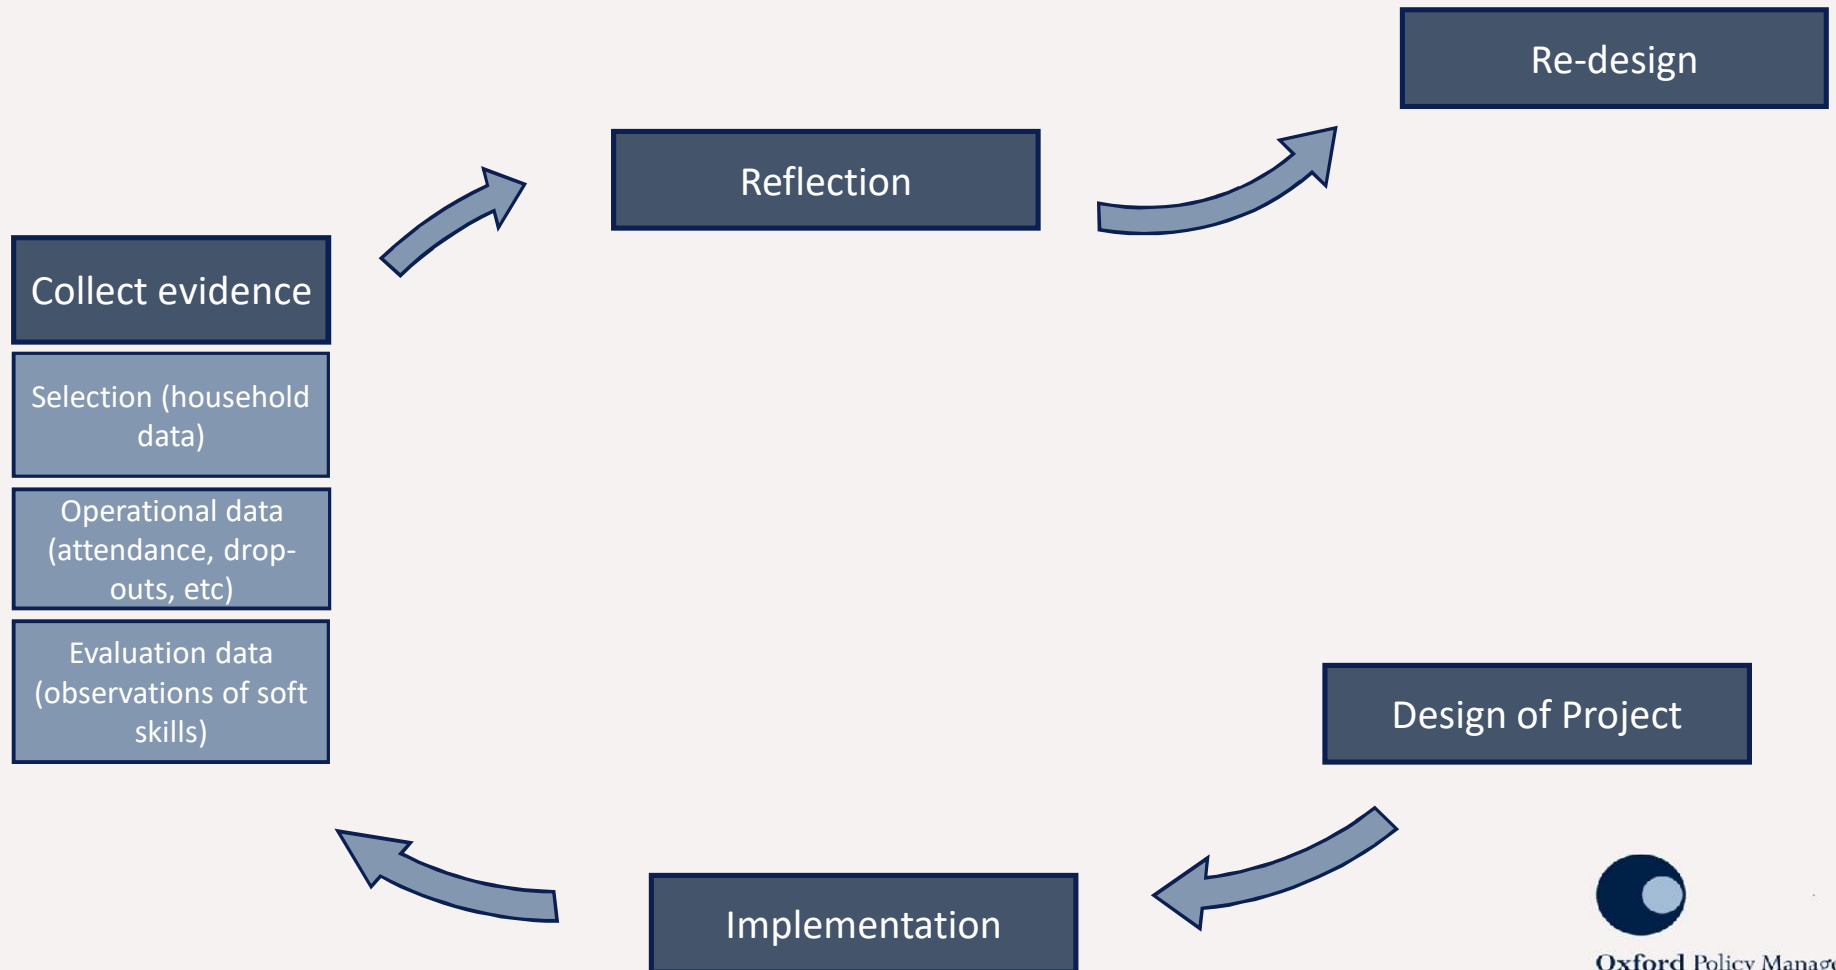 Re-design
Reflection
Collect evidence
Selection (household
data)
Operational data
(attendance, drop-
outs, etc)
Evaluation data
(observations of soft
skills)
Design of Project
Implementation
Oxford Policy Manage